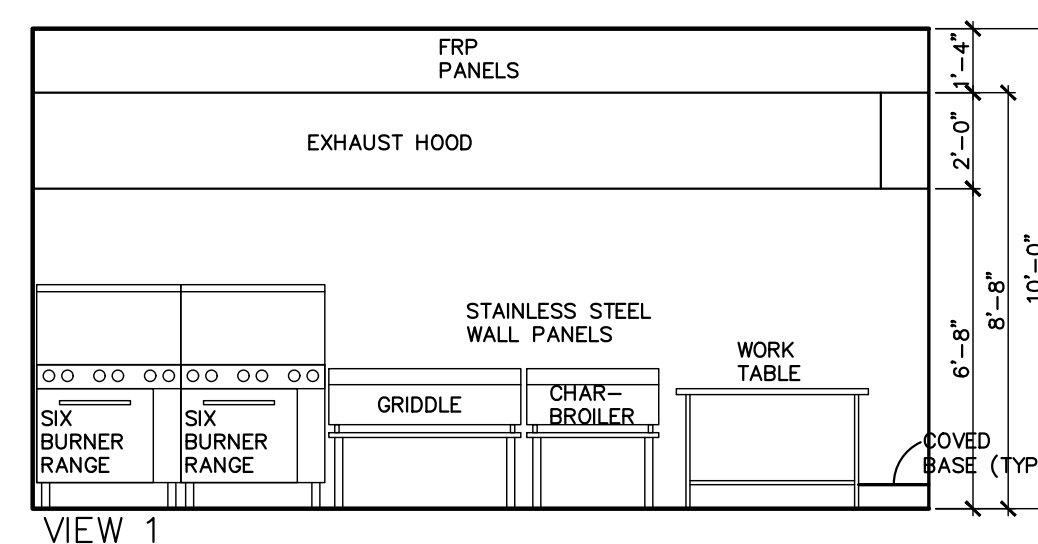 FRP
PANELS
1'-4"
EXHAUST HOOD
2'-0"
STAINLESS STEEL
WALL PANELS
6'-8"
8'-8"
10'-0"
WORK
TABLE
GRIDDLE
CHAR-
BROILER
SIX
BURNER
RANGE
SIX
BURNER
RANGE
COVED
BASE (TYP
VIEW 1